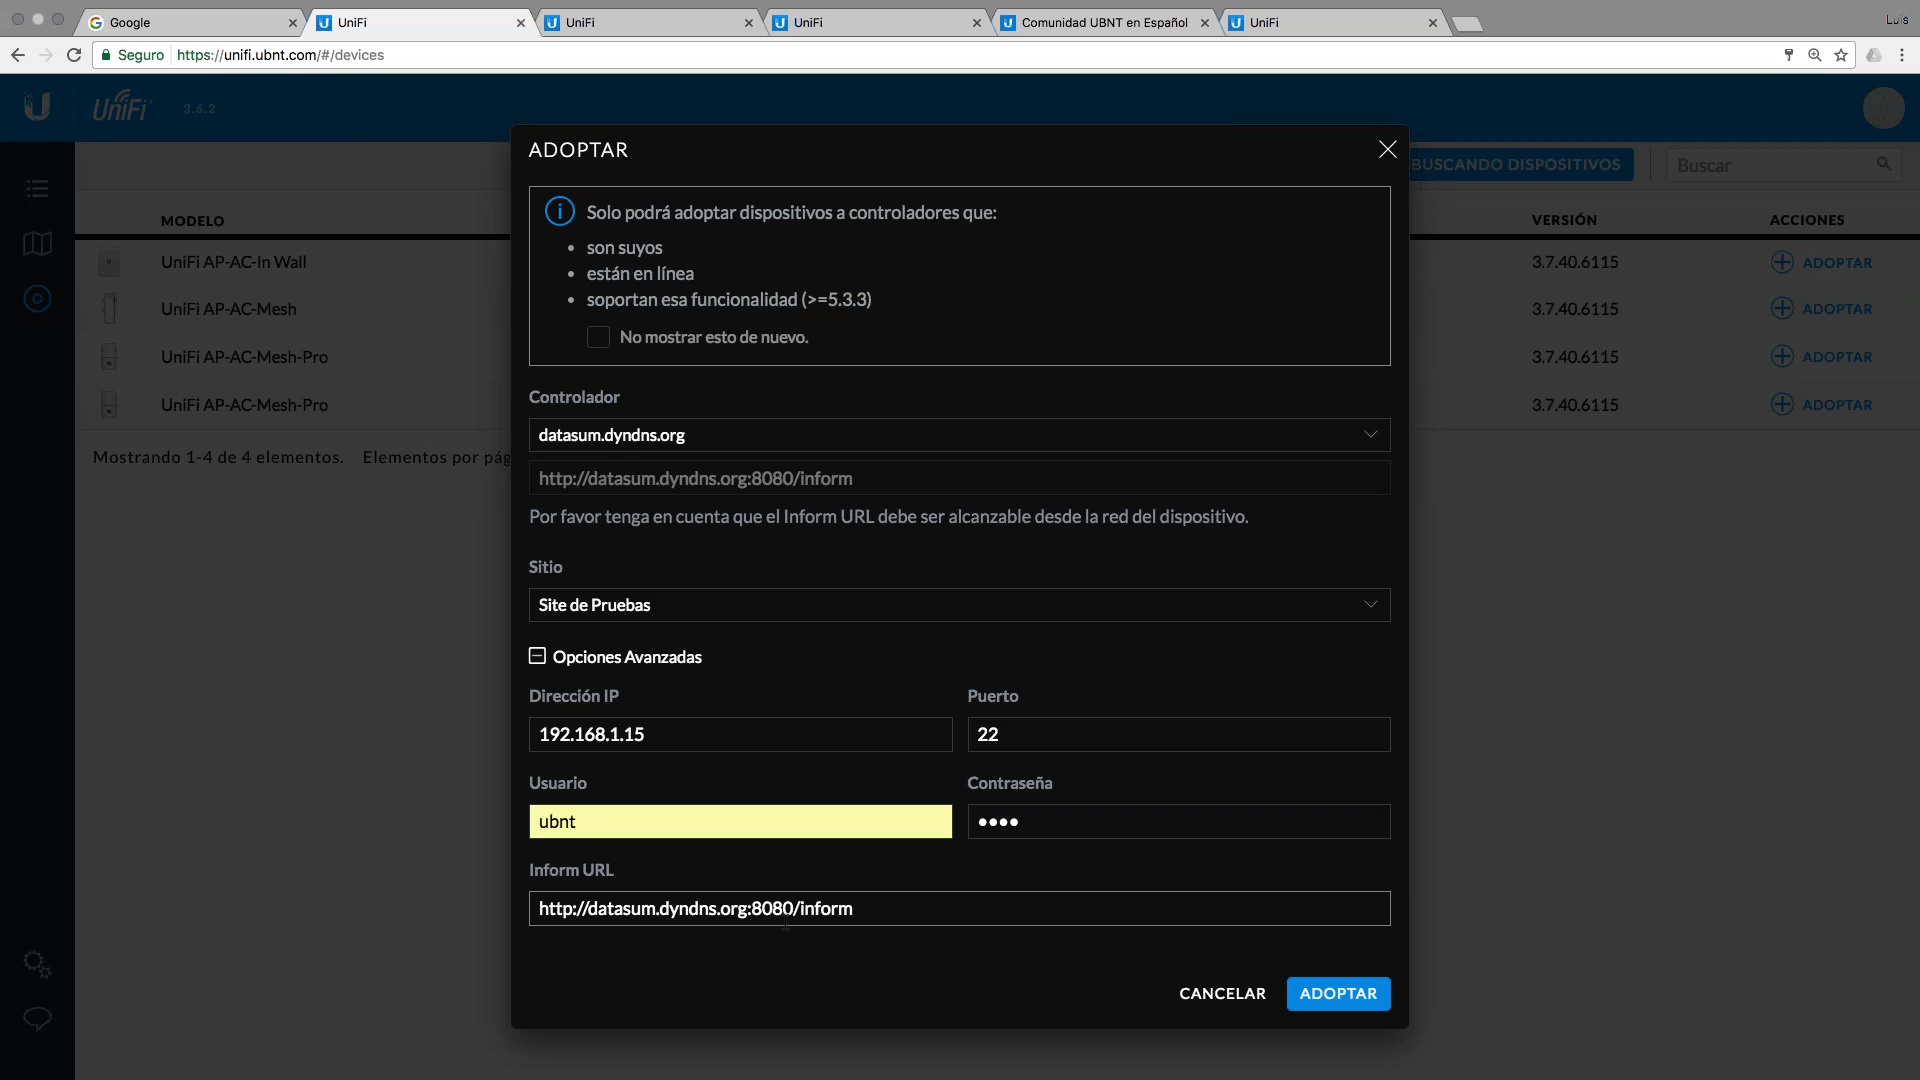 Google
UniFi
UniFi
UniFi
Comunidad UBNT en Español
UniFi
Luis
Seguro
https://unifi.ubnt.com/#/devices
UniFi
3.6.2
ADOPTAR
BUSCANDO DISPOSITIVOS
Buscar
MODELO
VERSIÓN
ACCIONES
Solo podrá adoptar dispositivos a controladores que:
• son suyos
• están en línea
• soportan esa funcionalidad (>=5.3.3)
No mostrar esto de nuevo.
UniFi AP-AC-In Wall
3.7.40.6115
ADOPTAR
UniFi AP-AC-Mesh
3.7.40.6115
ADOPTAR
UniFi AP-AC-Mesh-Pro
3.7.40.6115
ADOPTAR
UniFi AP-AC-Mesh-Pro
3.7.40.6115
ADOPTAR
Mostrando 1-4 de 4 elementos. Elementos por pág
Controlador
datasum.dyndns.org
http://datasum.dyndns.org:8080/inform
Por favor tenga en cuenta que el Inform URL debe ser alcanzable desde la red del dispositivo.
Sitio
Site de Pruebas
Opciones Avanzadas
Dirección IP
Puerto
192.168.1.15
22
Usuario
Contraseña
ubnt
••••
Inform URL
http://datasum.dyndns.org:8080/inform
CANCELAR
ADOPTAR